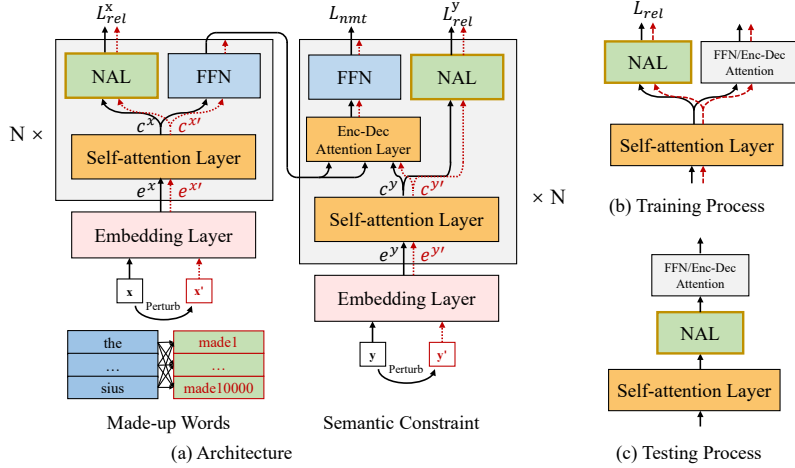 L_rel^x
L_nmt
L_rel^y
NAL
FFN
c^x
c^x'
Self-attention Layer
N ×
e^x
e^x'
Embedding Layer
x
x'
Perturb
the
...
sius
made1
...
made10000
Made-up Words
FFN
NAL
Enc-Dec
Attention Layer
c^y
c^y'
Self-attention Layer
× N
e^y
e^y'
Embedding Layer
y
y'
Perturb
Semantic Constraint
(a) Architecture
L_rel
NAL
FFN/Enc-Dec
Attention
Self-attention Layer
(b) Training Process
FFN/Enc-Dec
Attention
NAL
Self-attention Layer
(c) Testing Process